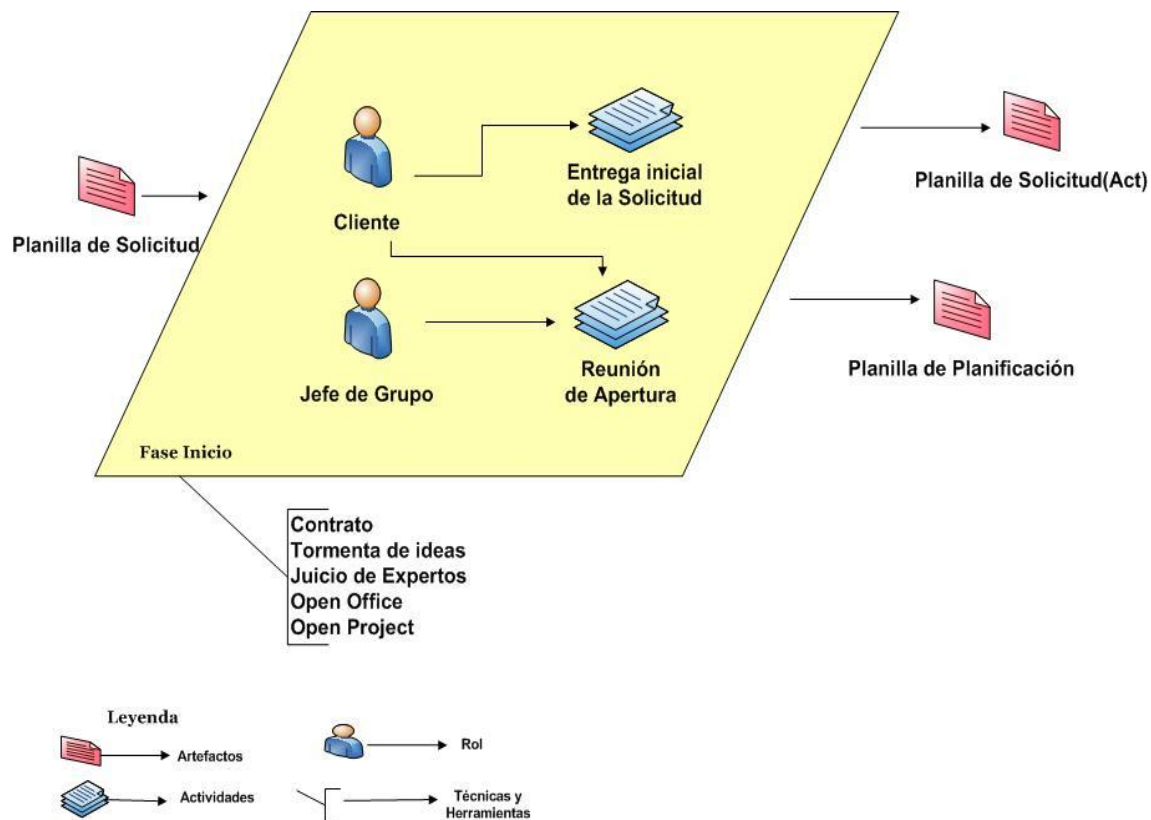 Planilla de Solicitud
Cliente
Entrega inicial
de la Solicitud
Jefe de Grupo
Reunión
de Apertura
Fase Inicio
Planilla de Solicitud(Act)
Planilla de Planificación
Contrato
Tormenta de ideas
Juicio de Expertos
Open Office
Open Project
Leyenda
Artefactos
Rol
Actividades
Técnicas y
Herramientas